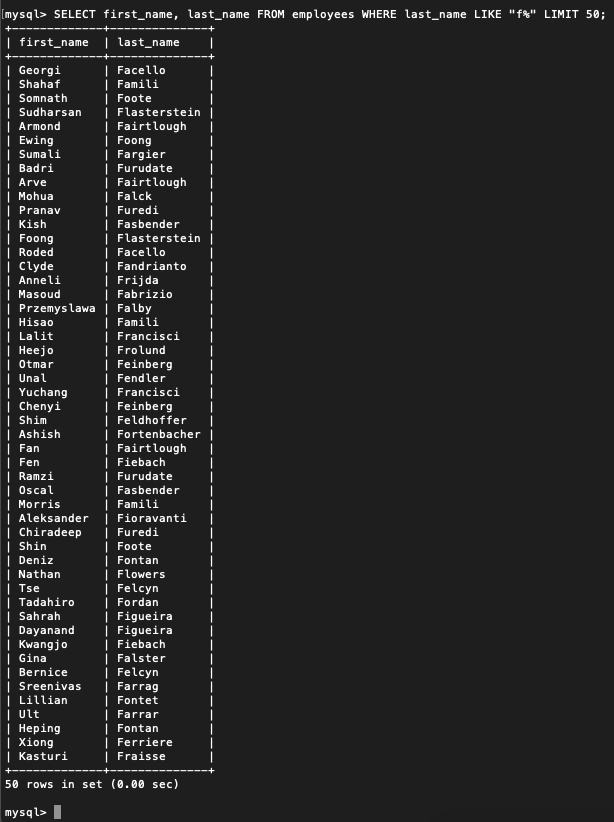 mysql> SELECT first_name, last_name FROM employees WHERE last_name LIKE "f%" LIMIT 50;
+-------------+--------------+
| first_name  | last_name    |
+-------------+--------------+
| Georgi      | Facello      |
| Shahaf      | Famili       |
| Somnath     | Foote        |
| Sudharsan   | Flasterstein |
| Armond      | Fairtlough   |
| Ewing       | Foong        |
| Sumali      | Fargier      |
| Badri       | Furudate     |
| Arve        | Fairtlough   |
| Mohua       | Falck        |
| Pranav      | Furedi       |
| Kish        | Fasbender    |
| Foong       | Flasterstein |
| Roded       | Facello      |
| Clyde       | Fandrianto   |
| Anneli      | Frijda       |
| Masoud      | Fabrizio     |
| Przemyslawa | Falby        |
| Hisao       | Famili       |
| Lalit       | Francisci    |
| Heejo       | Frolund      |
| Otmar       | Feinberg     |
| Unal        | Fendler      |
| Yuchang     | Francisci    |
| Chenyi      | Feinberg     |
| Shim        | Feldhoffer   |
| Ashish      | Fortenbacher |
| Fan         | Fairtlough   |
| Fen         | Fiebach      |
| Ramzi       | Furudate     |
| Oscal       | Fasbender    |
| Morris      | Famili       |
| Aleksander  | Fioravanti   |
| Chiradeep   | Furedi       |
| Shin        | Foote        |
| Deniz       | Fontan       |
| Nathan      | Flowers      |
| Tse         | Felcyn       |
| Tadahiro    | Fordan       |
| Sahrah      | Figueira     |
| Dayanand    | Figueira     |
| Kwangjo     | Fiebach      |
| Gina        | Falster      |
| Bernice     | Felcyn       |
| Sreenivas   | Farrag       |
| Lillian     | Fontet       |
| Ult         | Farrar       |
| Heping      | Fontan       |
| Xiong       | Ferriere     |
| Kasturi     | Fraisse      |
+-------------+--------------+
50 rows in set (0.00 sec)
mysql>